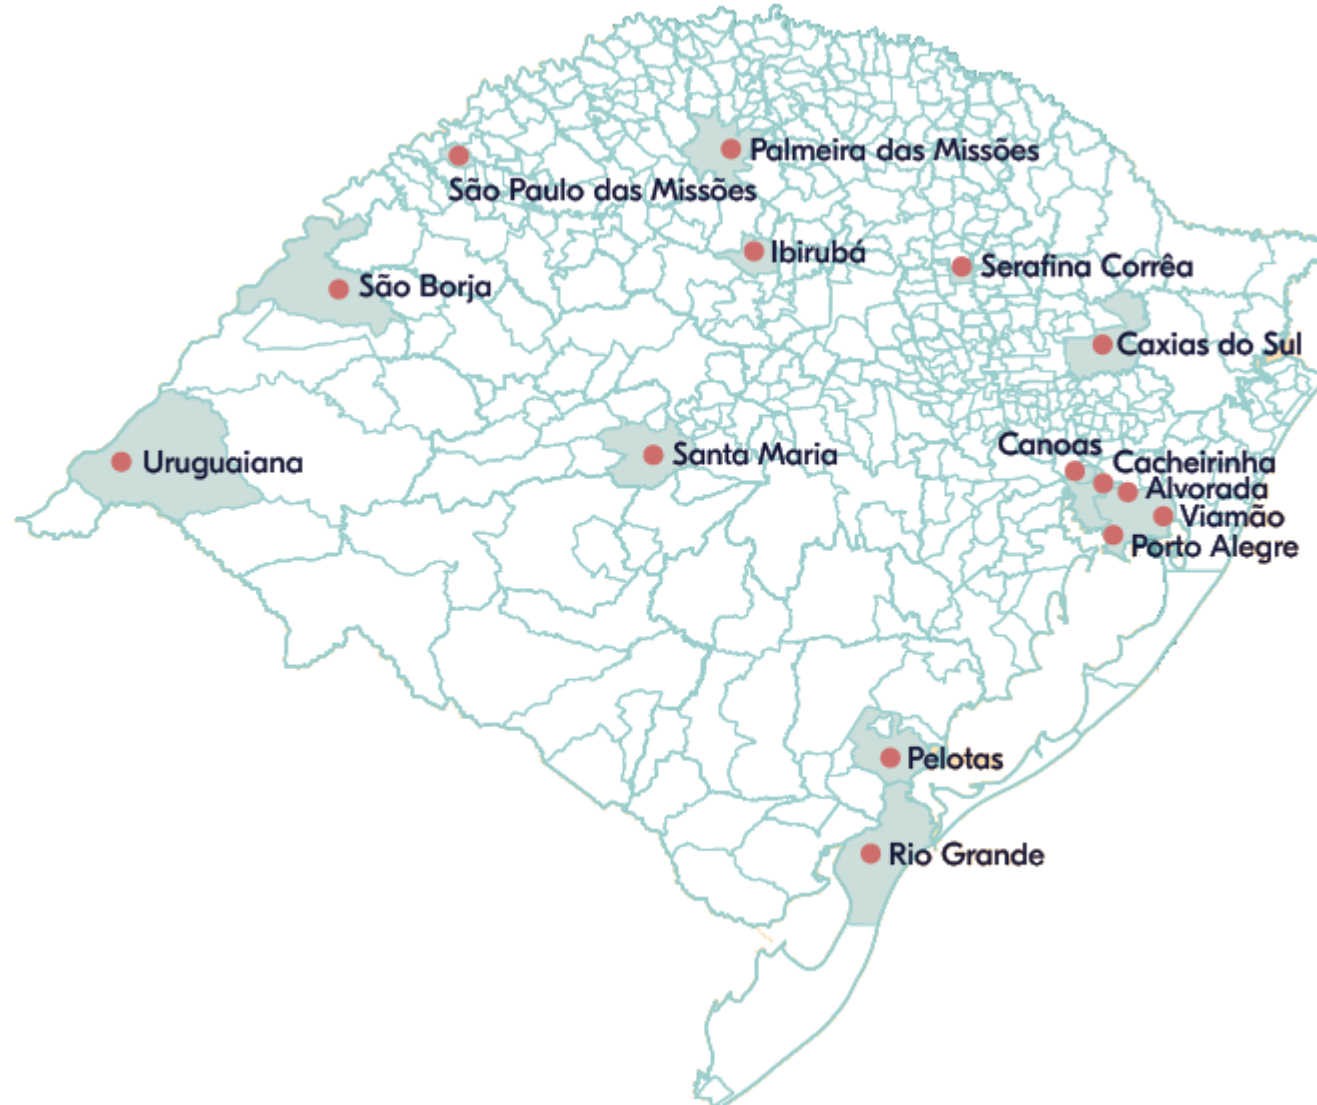 Palmeira das Missões
São Paulo das Missões
Ibirubá
Serafina Corrêa
São Borja
Caxias do Sul
Canoas
Santa Maria
Uruguaiana
Cacheirinha
Alvorada
Viamão
Porto Alegre
Pelotas
Rio Grande